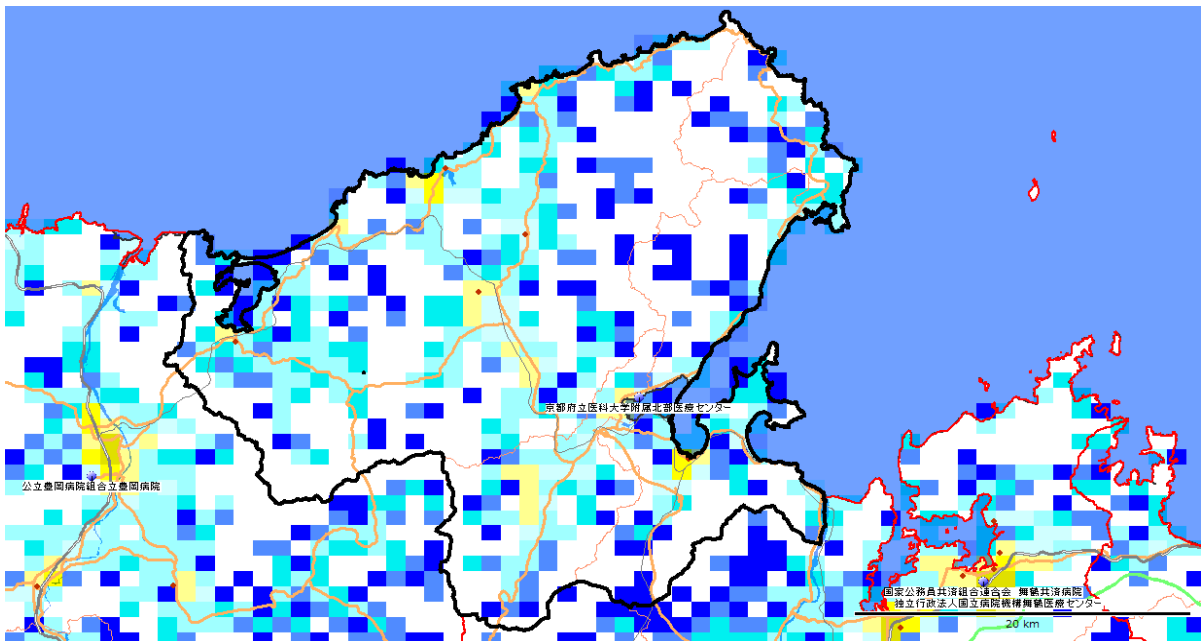 京都府立医科大学附属北部医療センター
公立豊岡病院組合立豊岡病院
国家公務員共済組合連合会 舞鶴共済病院
独立行政法人国立病院機構舞鶴医療センター
20 km